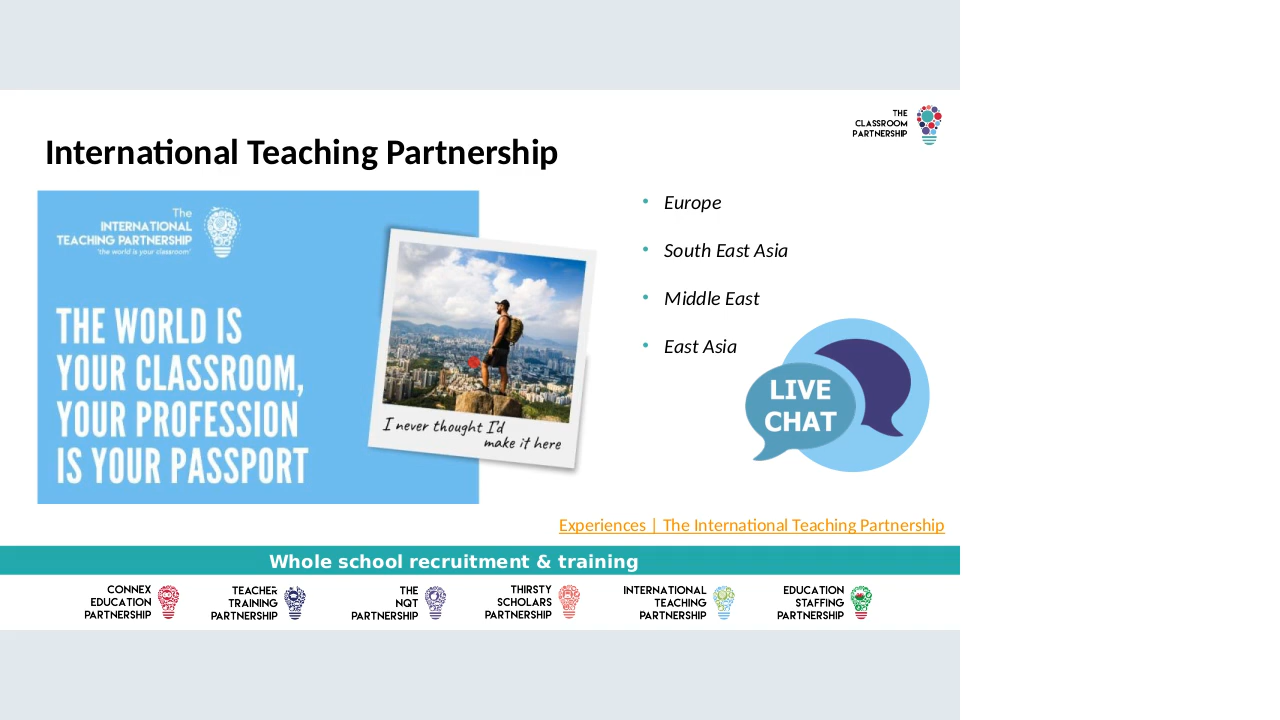 THE
CLASSROOM
PARTNERSHIP
International Teaching Partnership
The
INTERNATIONAL
TEACHING PARTNERSHIP
'the world is your classroom'
THE WORLD IS
YOUR CLASSROOM,
YOUR PROFESSION
IS YOUR PASSPORT
I never thought I'd
make it here
• Europe
• South East Asia
• Middle East
• East Asia
LIVE
CHAT
Experiences | The International Teaching Partnership
Whole school recruitment & training
CONNEX
EDUCATION
PARTNERSHIP
TEACHER
TRAINING
PARTNERSHIP
THE
NQT
PARTNERSHIP
THIRSTY
SCHOLARS
PARTNERSHIP
INTERNATIONAL
TEACHING
PARTNERSHIP
EDUCATION
STAFFING
PARTNERSHIP